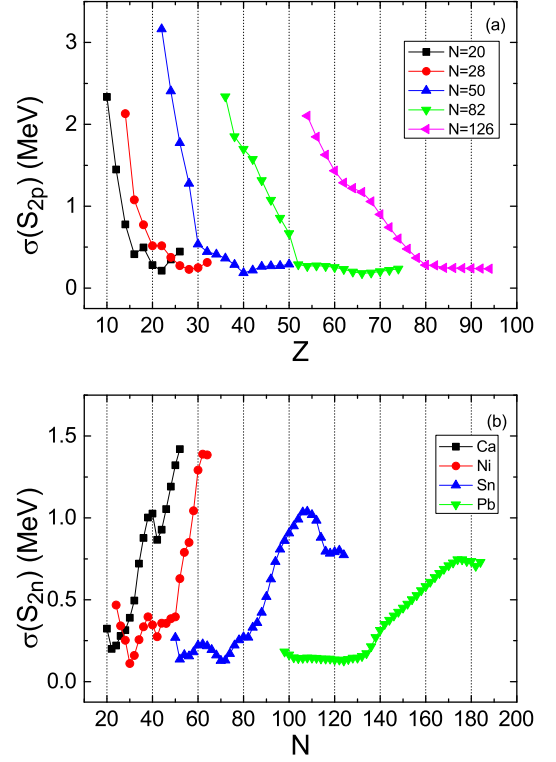 (a)
N=20
N=28
N=50
N=82
N=126
3
2
1
0
σ(S2p) (MeV)
10 20 30 40 50 60 70 80 90 100
Z
(b)
Ca
Ni
Sn
Pb
1.5
1.0
0.5
0.0
σ(S2n) (MeV)
0 20 40 60 80 100 120 140 160 180 200
N